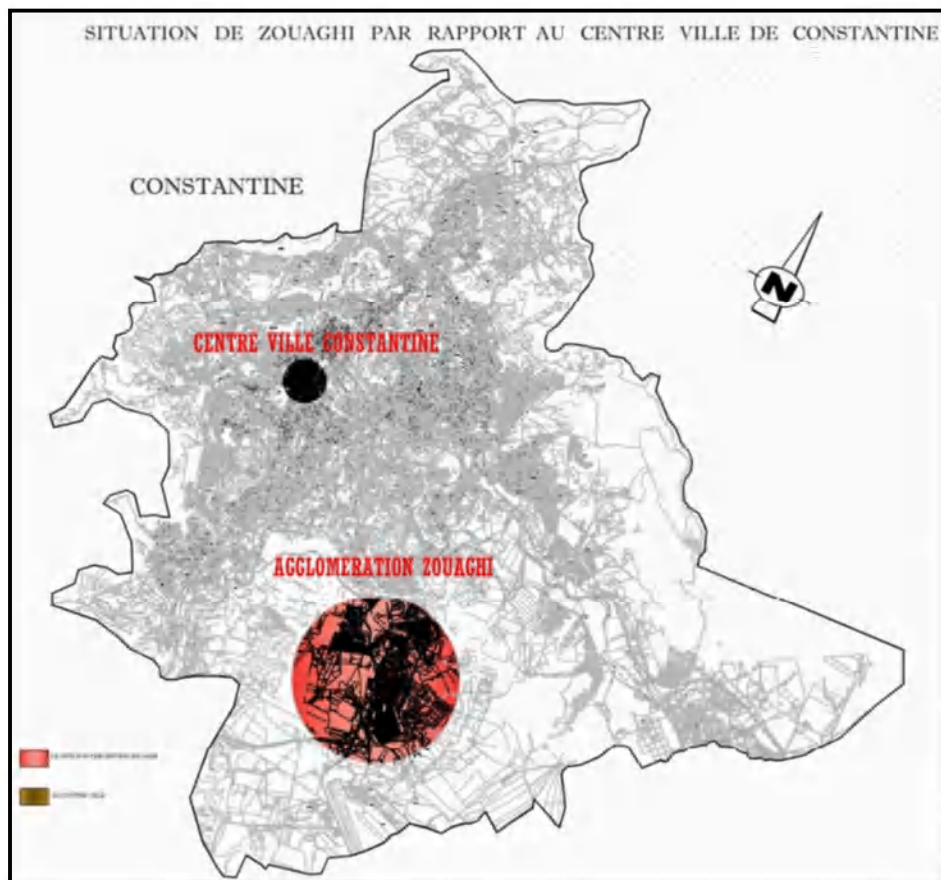 SITUATION DE ZOUAGHI PAR RAPPORT AU CENTRE VILLE DE CONSTANTINE
CONSTANTINE
N
CENTRE VILLE CONSTANTINE
AGGLOMERATION ZOUAGHI